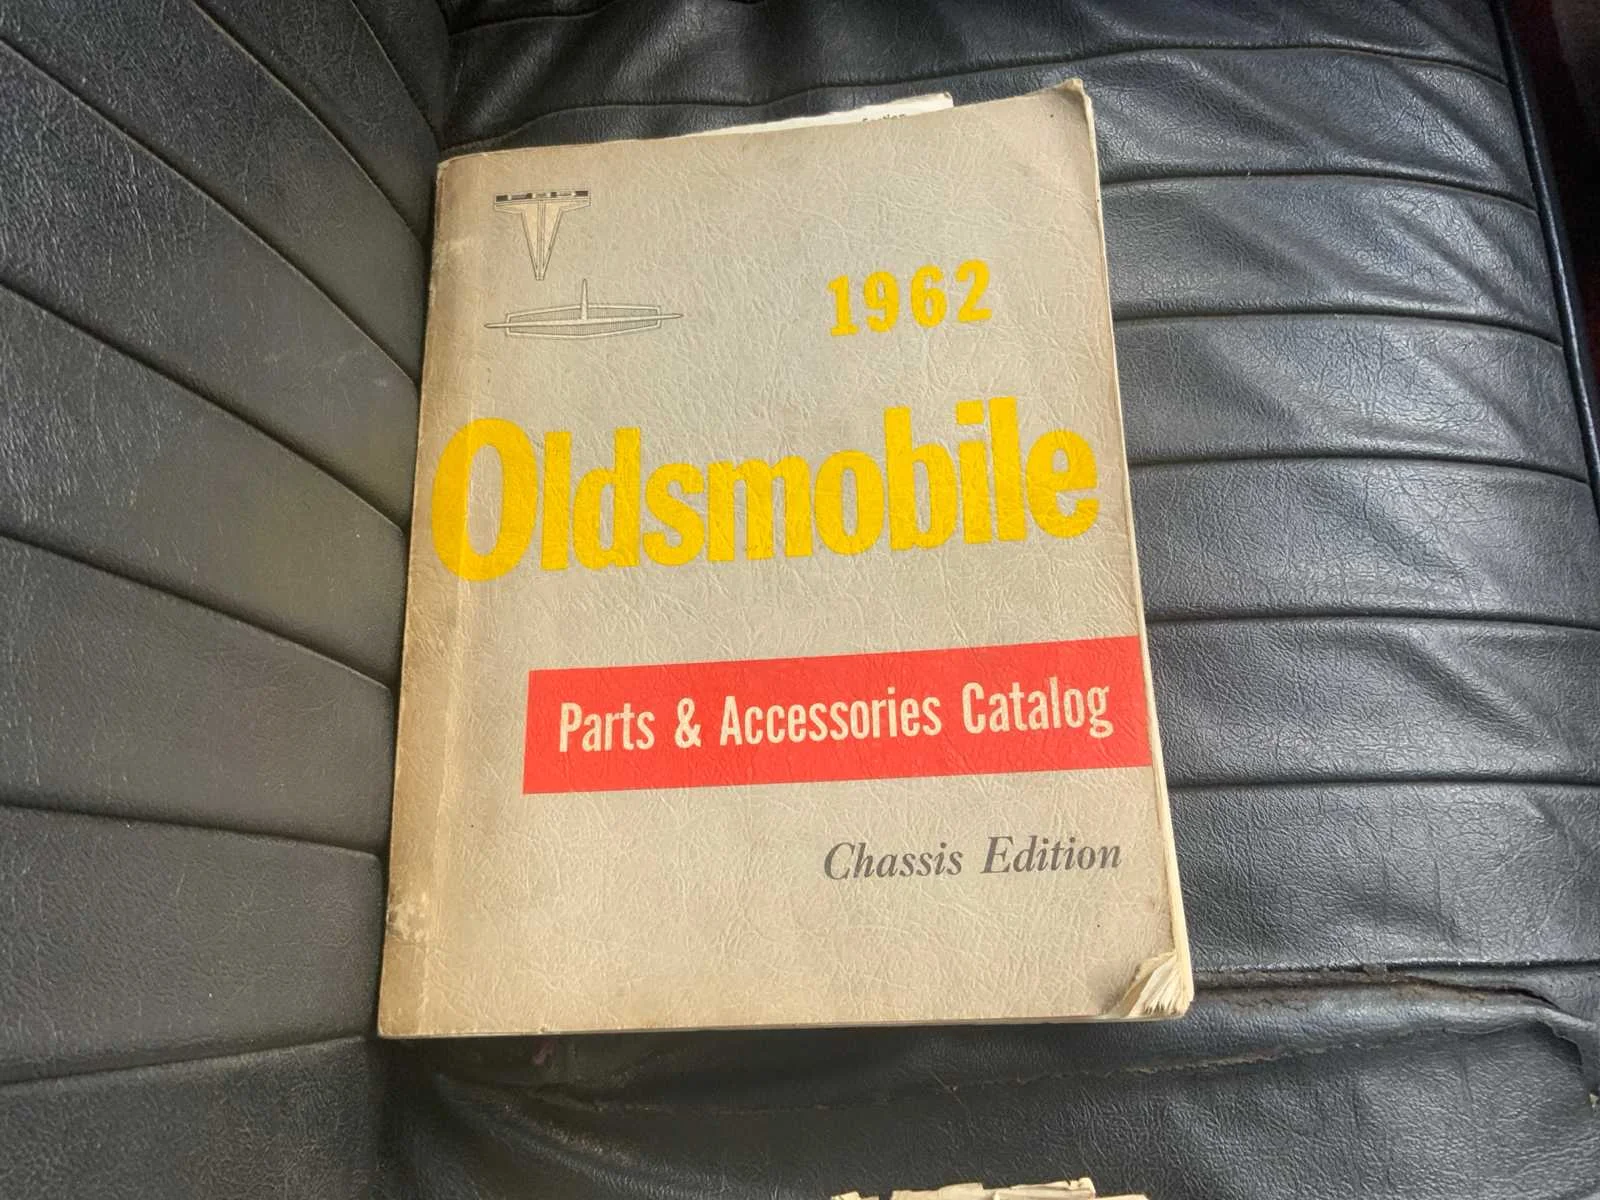 1962
Oldsmobile
Parts & Accessories Catalog
Chassis Edition